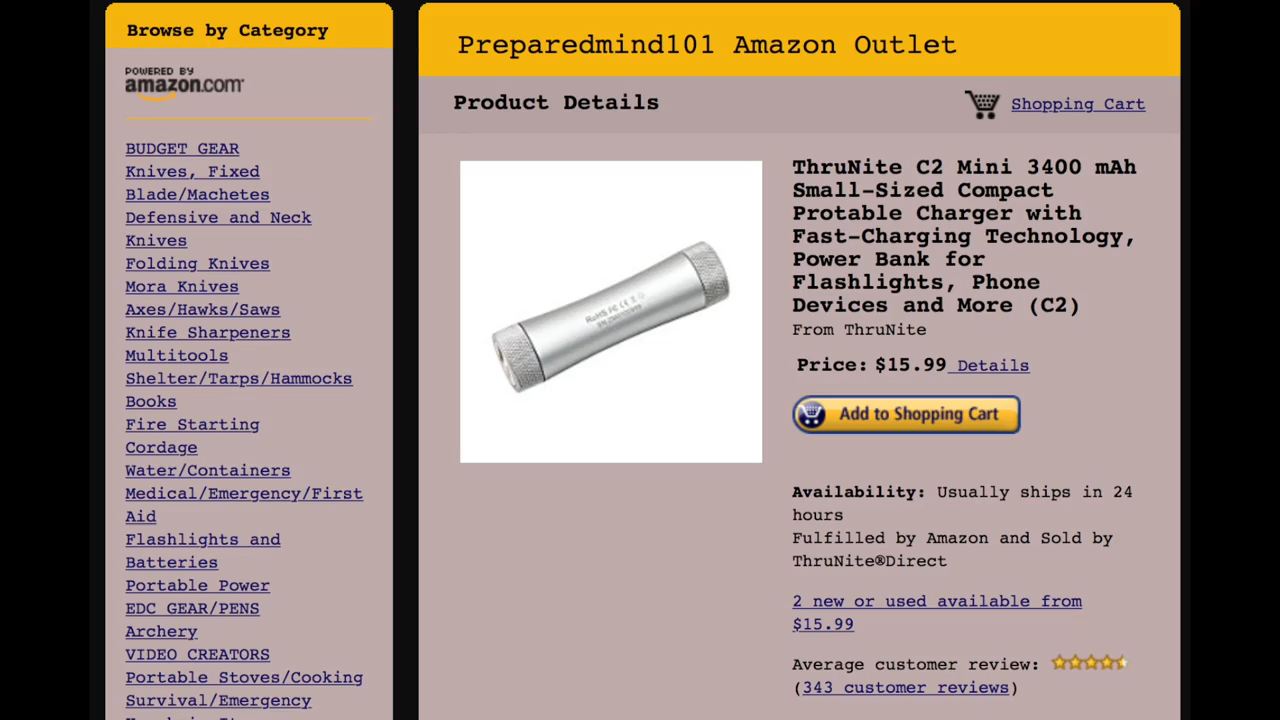 Browse by Category
POWERED BY
amazon.com
BUDGET GEAR
Knives, Fixed
Blade/Machetes
Defensive and Neck
Knives
Folding Knives
Mora Knives
Axes/Hawks/Saws
Knife Sharpeners
Multitools
Shelter/Tarps/Hammocks
Books
Fire Starting
Cordage
Water/Containers
Medical/Emergency/First
Aid
Flashlights and
Batteries
Portable Power
EDC GEAR/PENS
Archery
VIDEO CREATORS
Portable Stoves/Cooking
Survival/Emergency
Preparedmind101 Amazon Outlet
Product Details
Shopping Cart
RoHS FC CE
ThruNite C2 Mini 3400 mAh
Small-Sized Compact
Protable Charger with
Fast-Charging Technology,
Power Bank for
Flashlights, Phone
Devices and More (C2)
From ThruNite
Price: $15.99 Details
Add to Shopping Cart
Availability: Usually ships in 24
hours
Fulfilled by Amazon and Sold by
ThruNite®Direct
2 new or used available from
$15.99
Average customer review:
(343 customer reviews)